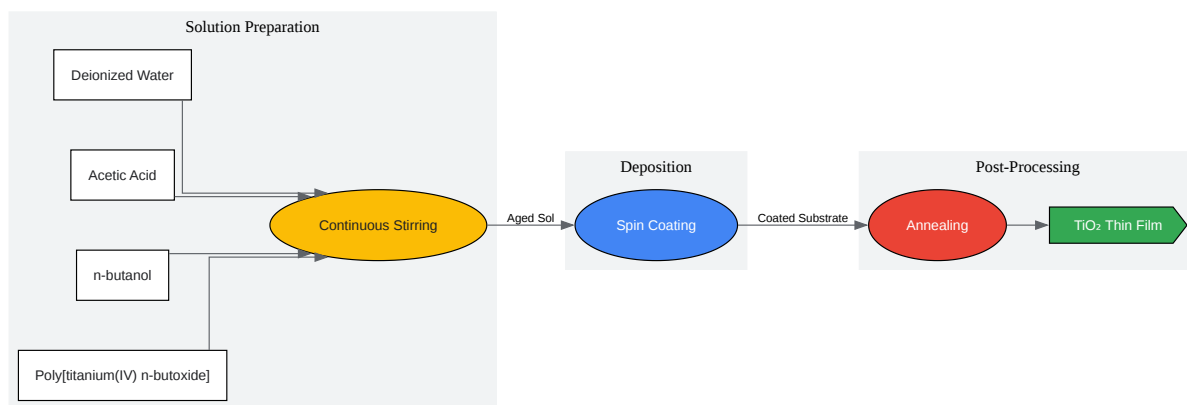 Solution Preparation
Deionized Water
Acetic Acid
n-butanol
Poly[titanium(IV) n-butoxide]
Continuous Stirring
Aged Sol
Deposition
Spin Coating
Coated Substrate
Post-Processing
Annealing
TiO₂ Thin Film